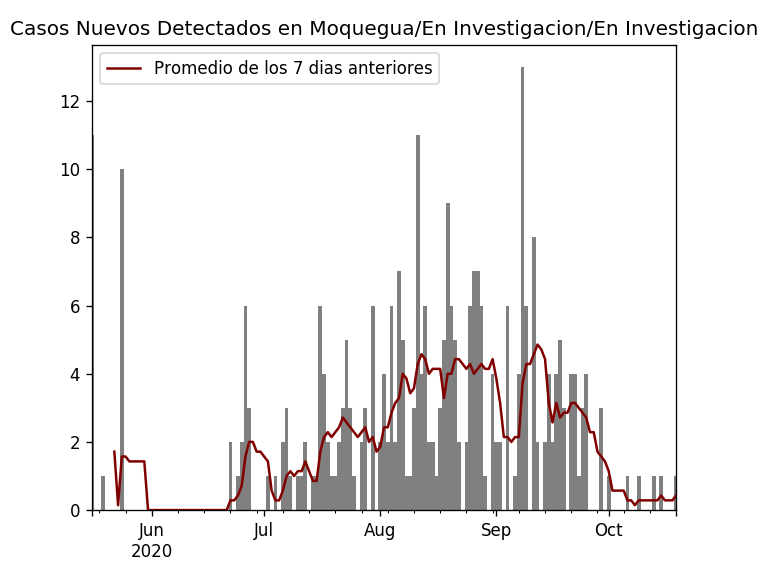 Casos Nuevos Detectados en Moquegua/En Investigacion/En Investigacion
Promedio de los 7 dias anteriores
12
10
8
6
4
2
0
Jun
2020
Jul
Aug
Sep
Oct